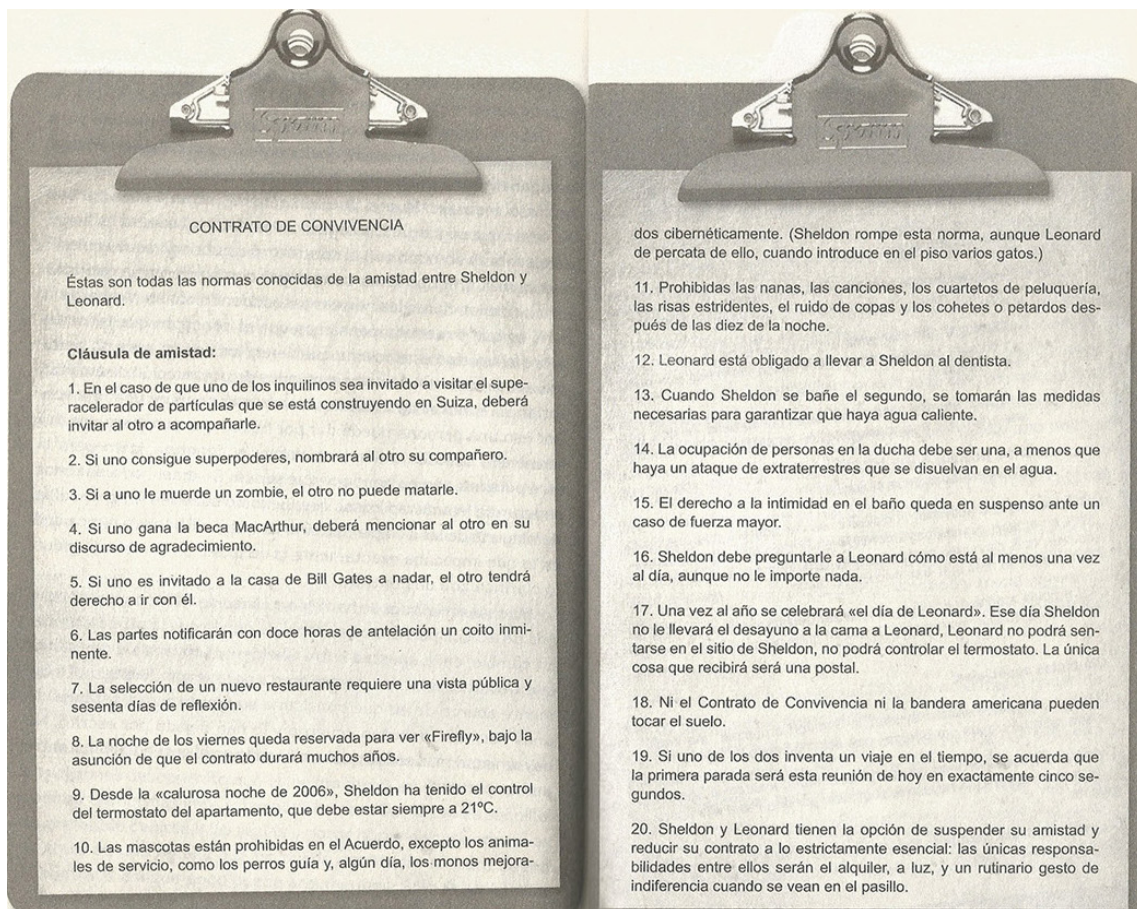 CONTRATO DE CONVIVENCIA
Éstas son todas las normas conocidas de la amistad entre Sheldon y
Leonard.
Cláusula de amistad:
1. En el caso de que uno de los inquilinos sea invitado a visitar el supe-
racelerador de partículas que se está construyendo en Suiza, deberá
invitar al otro a acompañarle.
2. Si uno consigue superpoderes, nombrará al otro su compañero.
3. Si a uno le muerde un zombie, el otro no puede matarle.
4. Si uno gana la beca MacArthur, deberá mencionar al otro en su
discurso de agradecimiento.
5. Si uno es invitado a la casa de Bill Gates a nadar, el otro tendrá
derecho a ir con él.
6. Las partes notificarán con doce horas de antelación un coito inmi-
nente.
7. La selección de un nuevo restaurante requiere una vista pública y
sesenta días de reflexión.
8. La noche de los viernes queda reservada para ver «Firefly», bajo la
asunción de que el contrato durará muchos años.
9. Desde la «calurosa noche de 2006», Sheldon ha tenido el control
del termostato del apartamento, que debe estar siempre a 21ºC.
10. Las mascotas están prohibidas en el Acuerdo, excepto los anima-
les de servicio, como los perros guía y, algún día, los monos mejora-
dos cibernéticamente. (Sheldon rompe esta norma, aunque Leonard
de percata de ello, cuando introduce en el piso varios gatos.)
11. Prohibidas las nanas, las canciones, los cuartetos de peluquería,
las risas estridentes, el ruido de copas y los cohetes o petardos des-
pués de las diez de la noche.
12. Leonard está obligado a llevar a Sheldon al dentista.
13. Cuando Sheldon se bañe el segundo, se tomarán las medidas
necesarias para garantizar que haya agua caliente.
14. La ocupación de personas en la ducha debe ser una, a menos que
haya un ataque de extraterrestres que se disuelvan en el agua.
15. El derecho a la intimidad en el baño queda en suspenso ante un
caso de fuerza mayor.
16. Sheldon debe preguntarle a Leonard cómo está al menos una vez
al día, aunque no le importe nada.
17. Una vez al año se celebrará «el día de Leonard». Ese día Sheldon
no le llevará el desayuno a la cama a Leonard, Leonard no podrá sen-
tarse en el sitio de Sheldon, no podrá controlar el termostato. La única
cosa que recibirá será una postal.
18. Ni el Contrato de Convivencia ni la bandera americana pueden
tocar el suelo.
19. Si uno de los dos inventa un viaje en el tiempo, se acuerda que
la primera parada será esta reunión de hoy en exactamente cinco se-
gundos.
20. Sheldon y Leonard tienen la opción de suspender su amistad y
reducir su contrato a lo estrictamente esencial: las únicas responsa-
bilidades entre ellos serán el alquiler, a luz, y un rutinario gesto de
indiferencia cuando se vean en el pasillo.